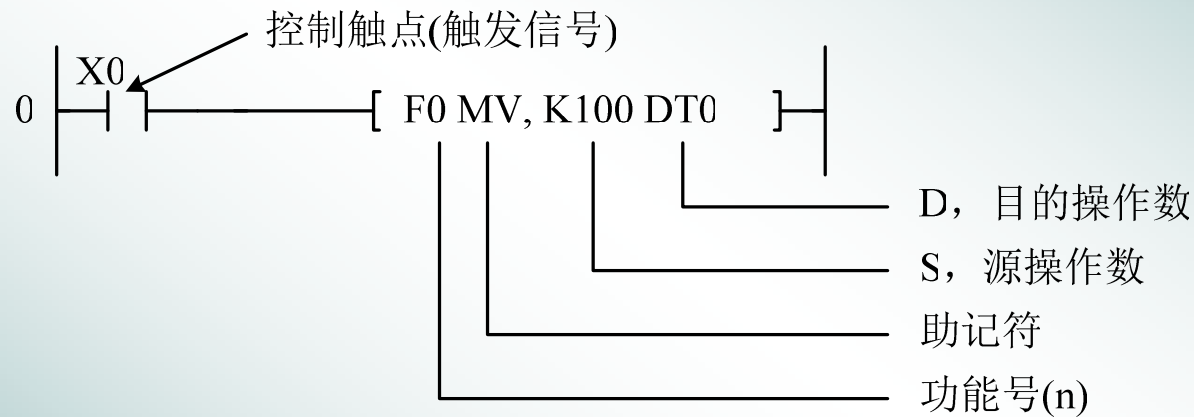 控制触点(触发信号)
X0
0
F0 MV, K100 DT0
D，目的操作数
S，源操作数
助记符
功能号(n)